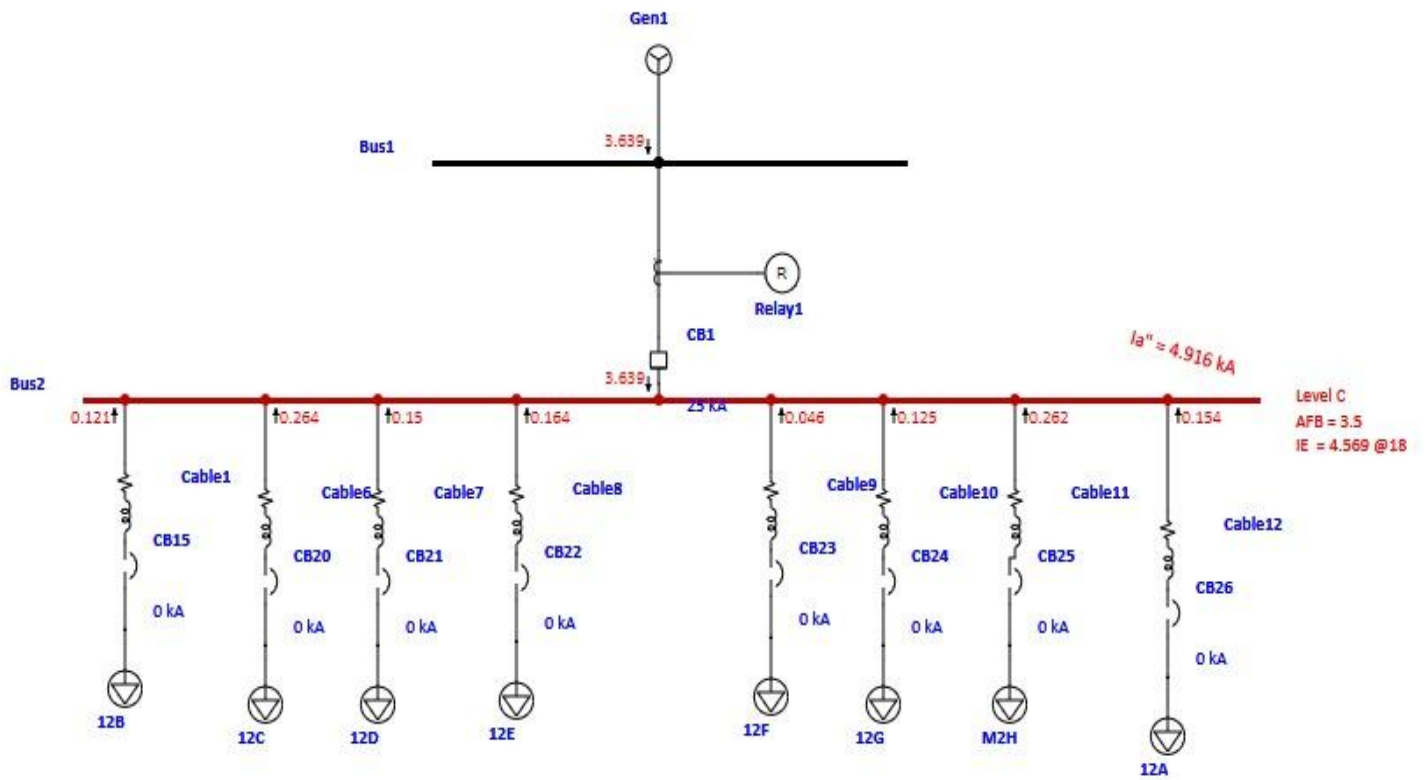 Gen1
3.639
Bus1
R
Relay1
CB1
Ia" = 4.916 kA
Bus2
3.639
25 kA
Level C
AFB = 3.5
IE = 4.569 @18
0.121
0.264
0.15
0.164
0.046
0.125
0.262
0.154
Cable1
Cable6
Cable7
Cable8
Cable9
Cable10
Cable11
Cable12
CB15
CB20
CB21
CB22
CB23
CB24
CB25
CB26
0 kA
0 kA
0 kA
0 kA
0 kA
0 kA
0 kA
0 kA
12B
12C
12D
12E
12F
12G
M2H
12A